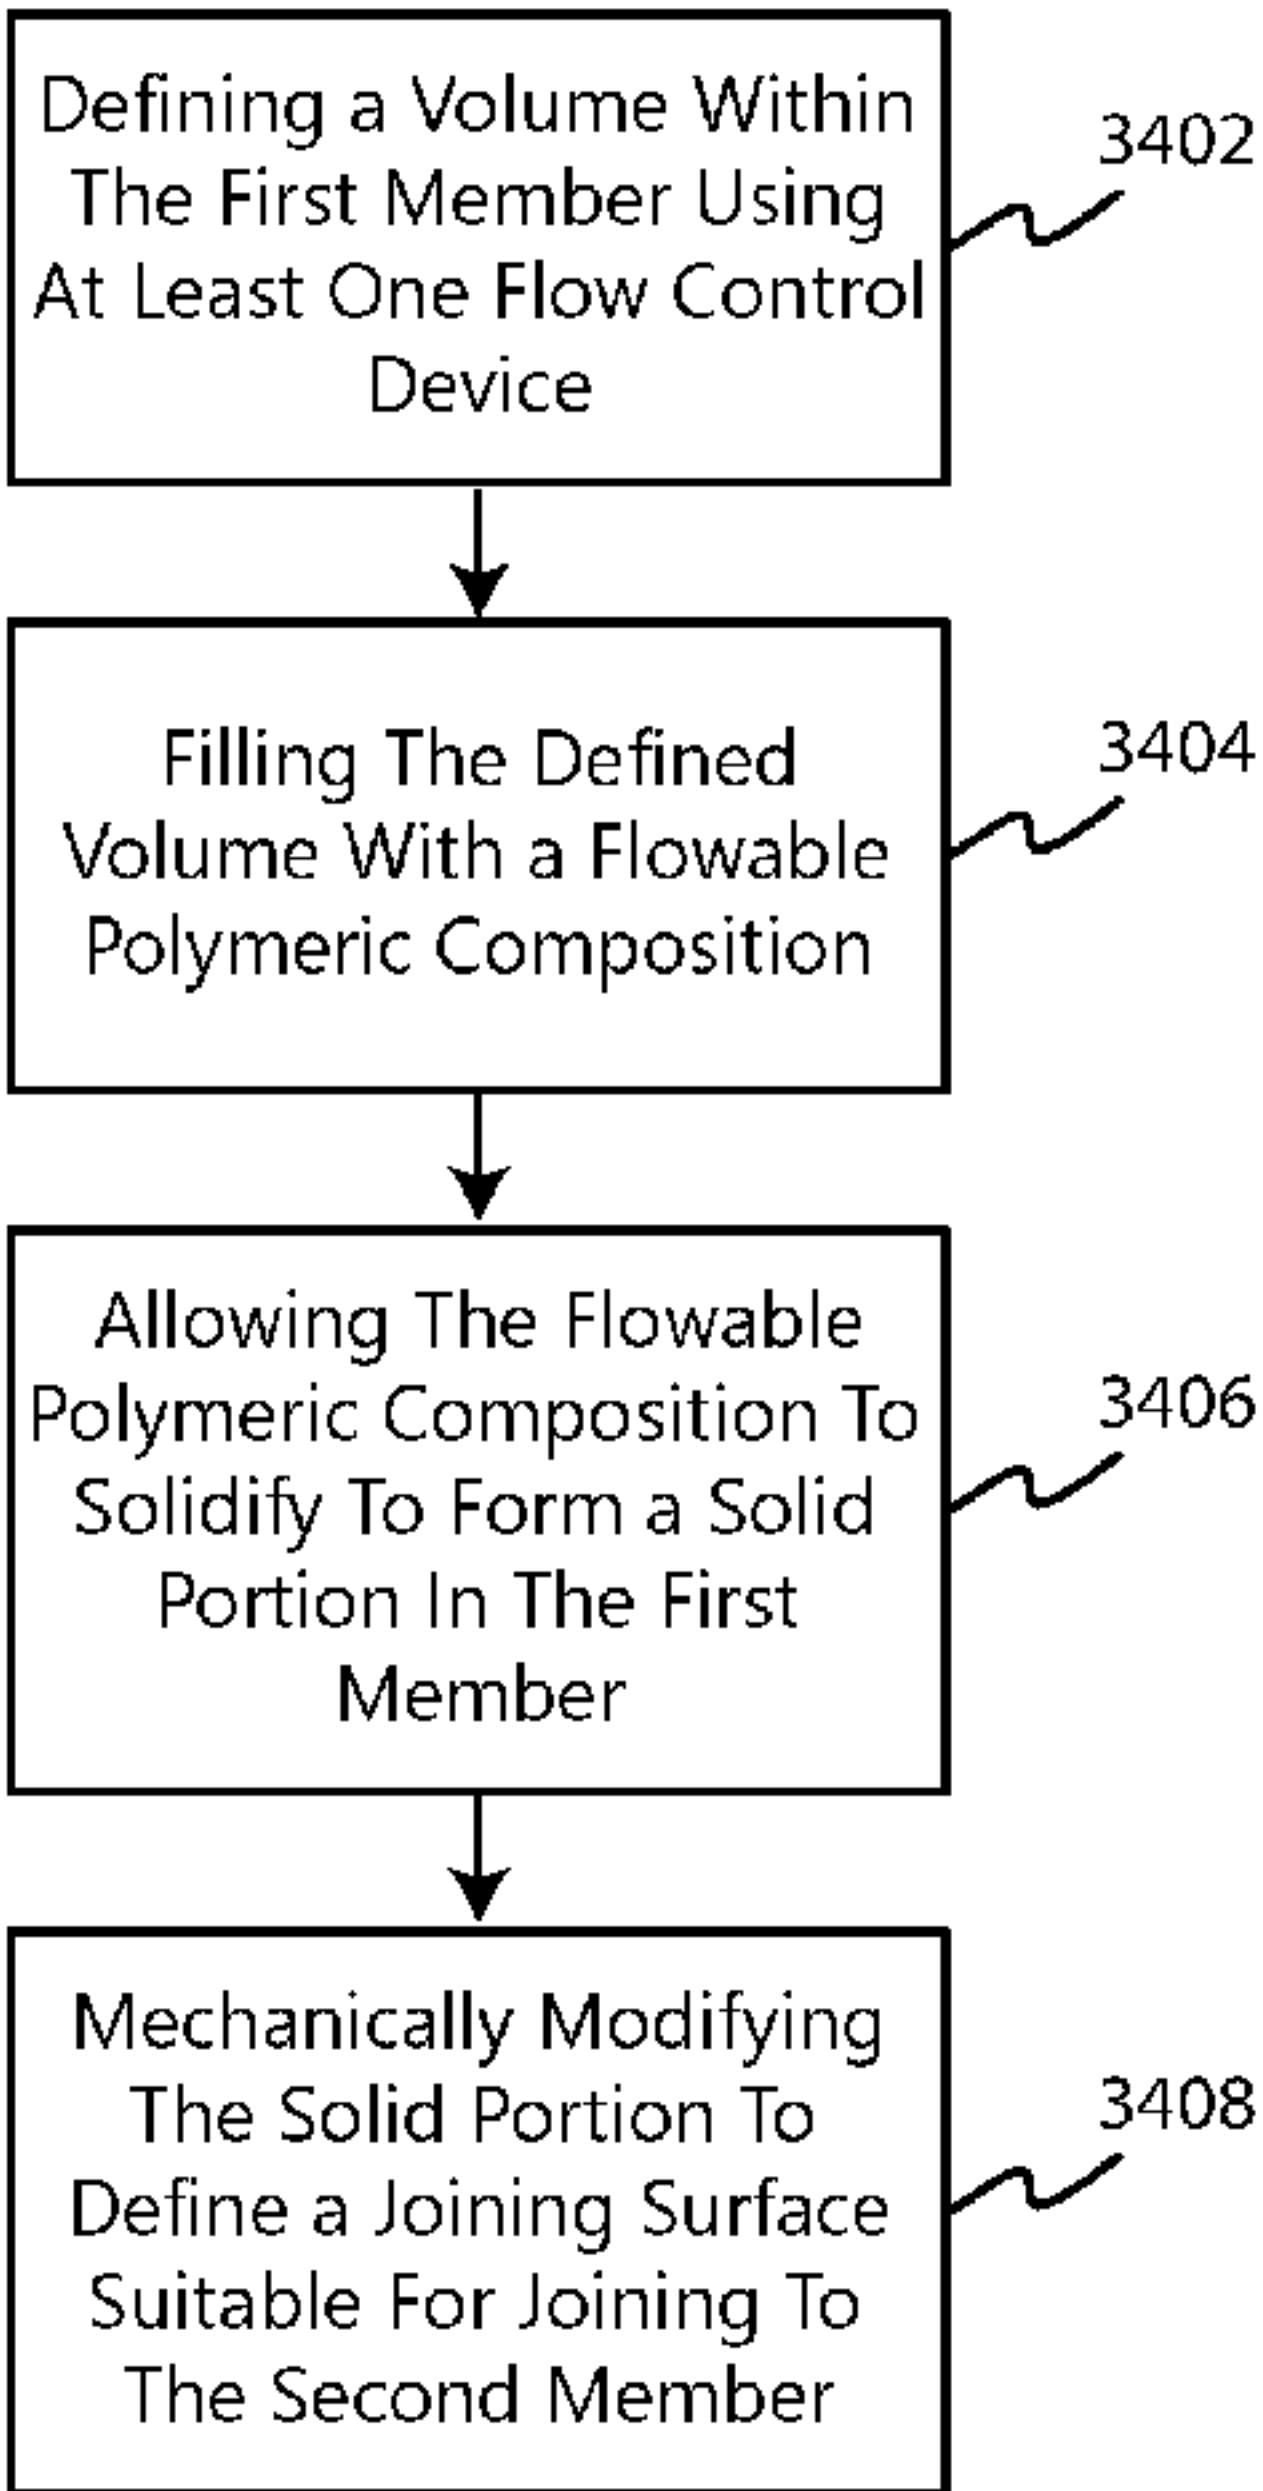 Defining a Volume Within
The First Member Using
At Least One Flow Control
Device
3402
Filling The Defined
Volume With a Flowable
Polymeric Composition
3404
Allowing The Flowable
Polymeric Composition To
Solidify To Form a Solid
Portion In The First
Member
3406
Mechanically Modifying
The Solid Portion To
Define a Joining Surface
Suitable For Joining To
The Second Member
3408